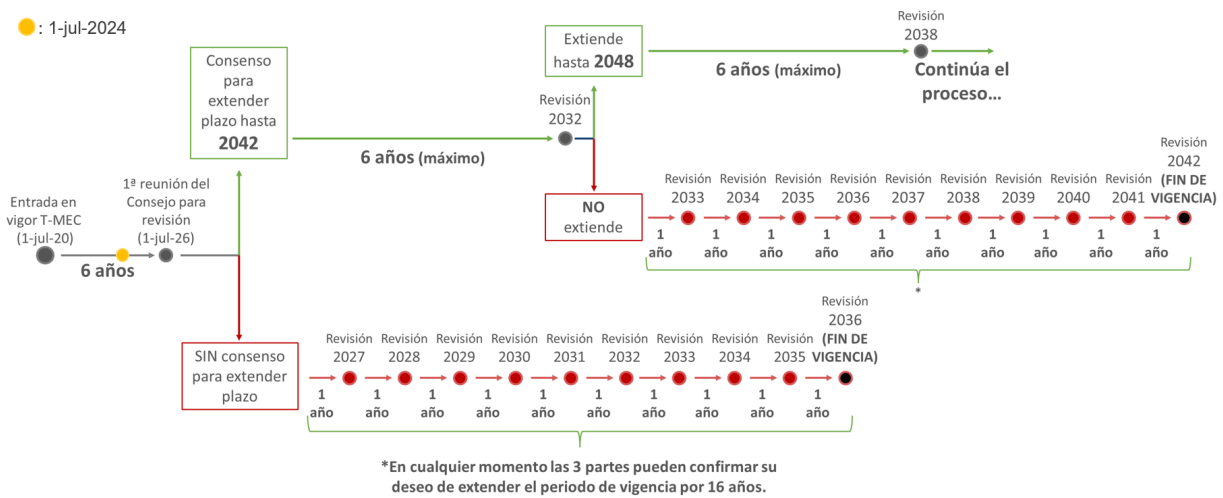 : 1-jul-2024
Consenso
para
extender
plazo hasta
2042
Extiende
hasta 2048
Revisión
2038
6 años (máximo)
Continúa el
proceso…
Revisión
2032
6 años (máximo)
Entrada en
vigor T-MEC
(1-jul-20)
1ª reunión del
Consejo para
revisión
(1-jul-26)
6 años
NO
extiende
Revisión
2033
Revisión
2034
Revisión
2035
Revisión
2036
Revisión
2037
Revisión
2038
Revisión
2039
Revisión
2040
Revisión
2041
Revisión
2042
(FIN DE
VIGENCIA)
1
año
1
año
1
año
1
año
1
año
1
año
1
año
1
año
1
año
1
año
*
SIN consenso
para extender
plazo
Revisión
2027
Revisión
2028
Revisión
2029
Revisión
2030
Revisión
2031
Revisión
2032
Revisión
2033
Revisión
2034
Revisión
2035
Revisión
2036
(FIN DE
VIGENCIA)
1
año
1
año
1
año
1
año
1
año
1
año
1
año
1
año
1
año
1
año
*En cualquier momento las 3 partes pueden confirmar su
deseo de extender el periodo de vigencia por 16 años.